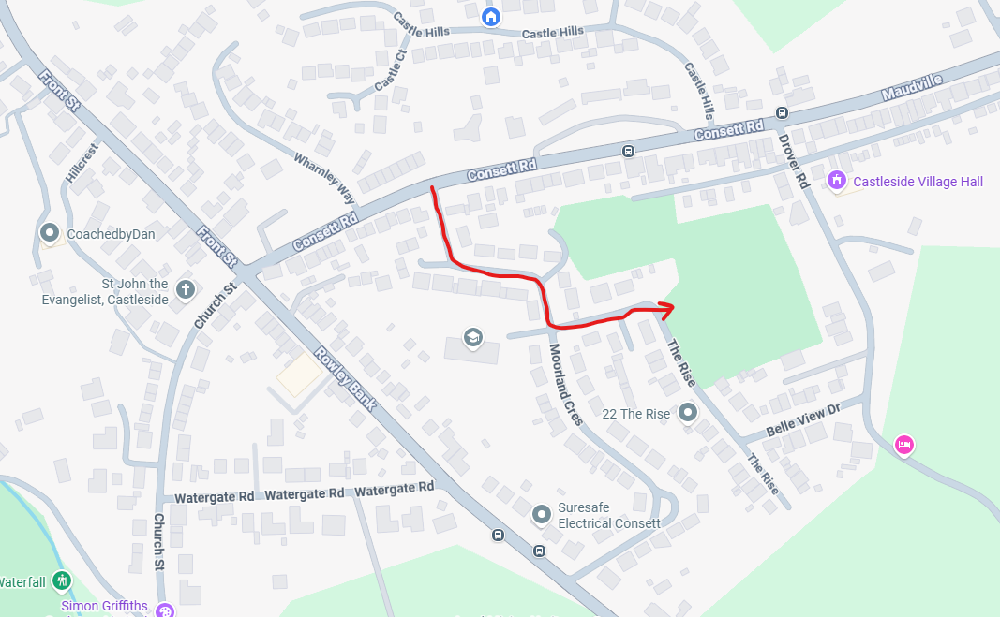 Castle Hills
Castle Hills
Castle Ct
Castle Hills
Front St
Maudville
Consett Rd
Hillcrest
Drover Rd
Wharnley Way
Consett Rd
Castleside Village Hall
CoachedbyDan
Front St
Consett Rd
St John the
Evangelist, Castleside
Church St
Rowley Bank
Moorland Cres
The Rise
22 The Rise
Belle View Dr
The Rise
Watergate Rd
Watergate Rd
Watergate Rd
Suresafe
Electrical Consett
Church St
Waterfall
Simon Griffiths